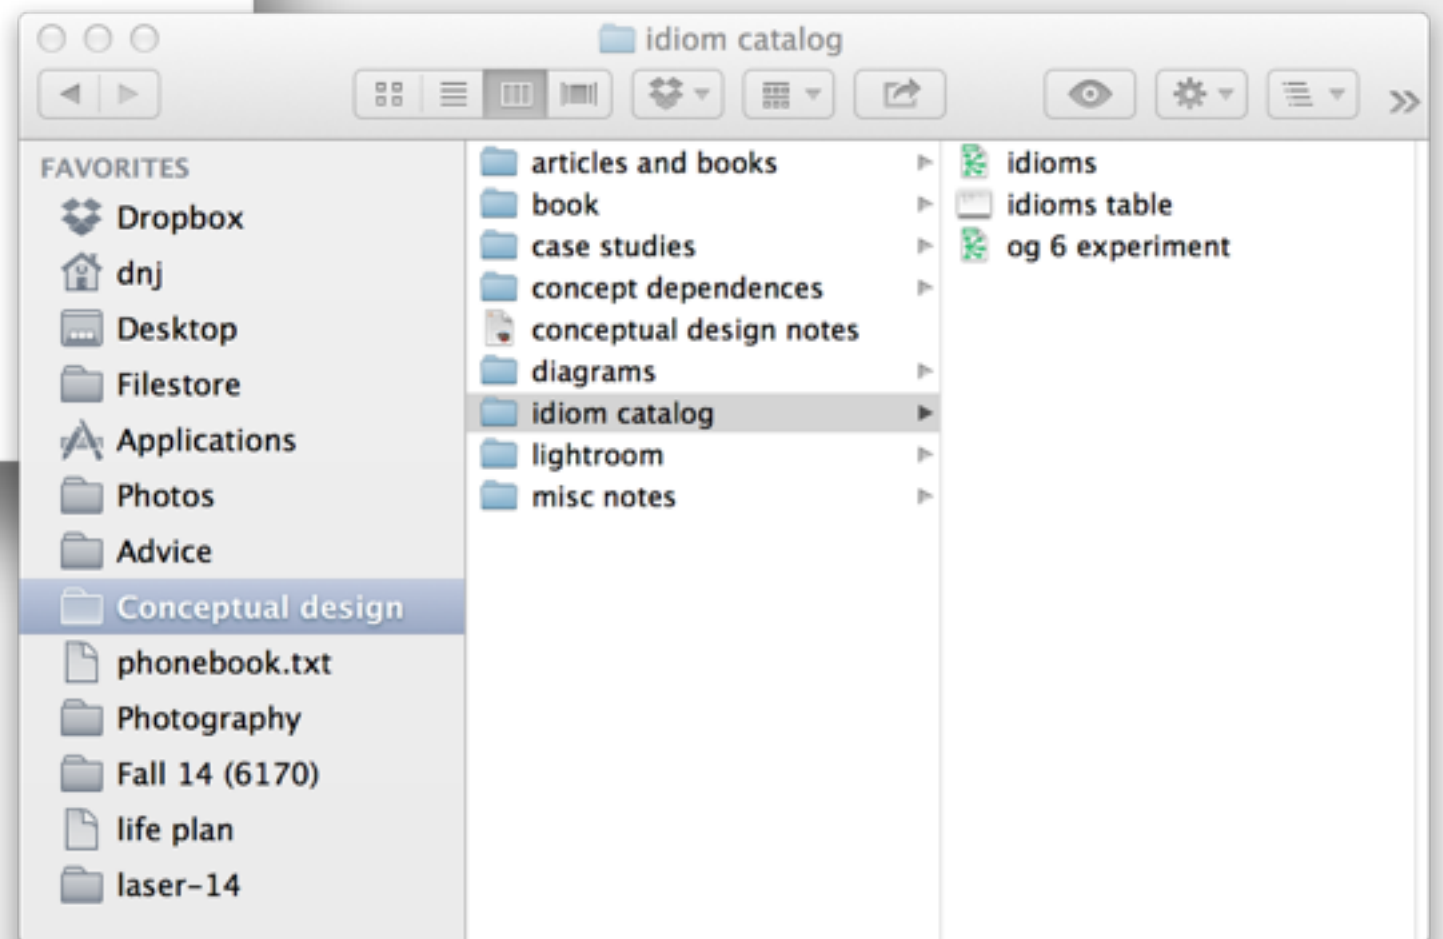 idiom catalog
FAVORITES
Dropbox
dnj
Desktop
Filestore
Applications
Photos
Advice
Conceptual design
phonebook.txt
Photography
Fall 14 (6170)
life plan
laser-14
articles and books
book
case studies
concept dependences
conceptual design notes
diagrams
idiom catalog
lightroom
misc notes
idioms
idioms table
og 6 experiment